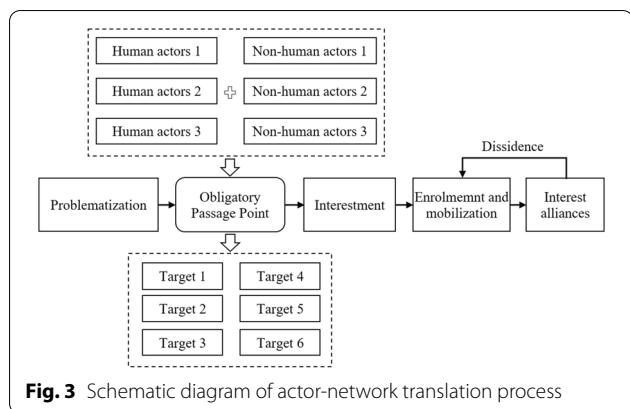 Human actors 1
Non-human actors 1
Human actors 2
Non-human actors 2
Human actors 3
Non-human actors 3
Dissidence
Problematization
Obligatory
Passage Point
Interestment
Enrolmemnt and
mobilization
Interest
alliances
Target 1
Target 4
Target 2
Target 5
Target 3
Target 6
Fig. 3 Schematic diagram of actor-network translation process